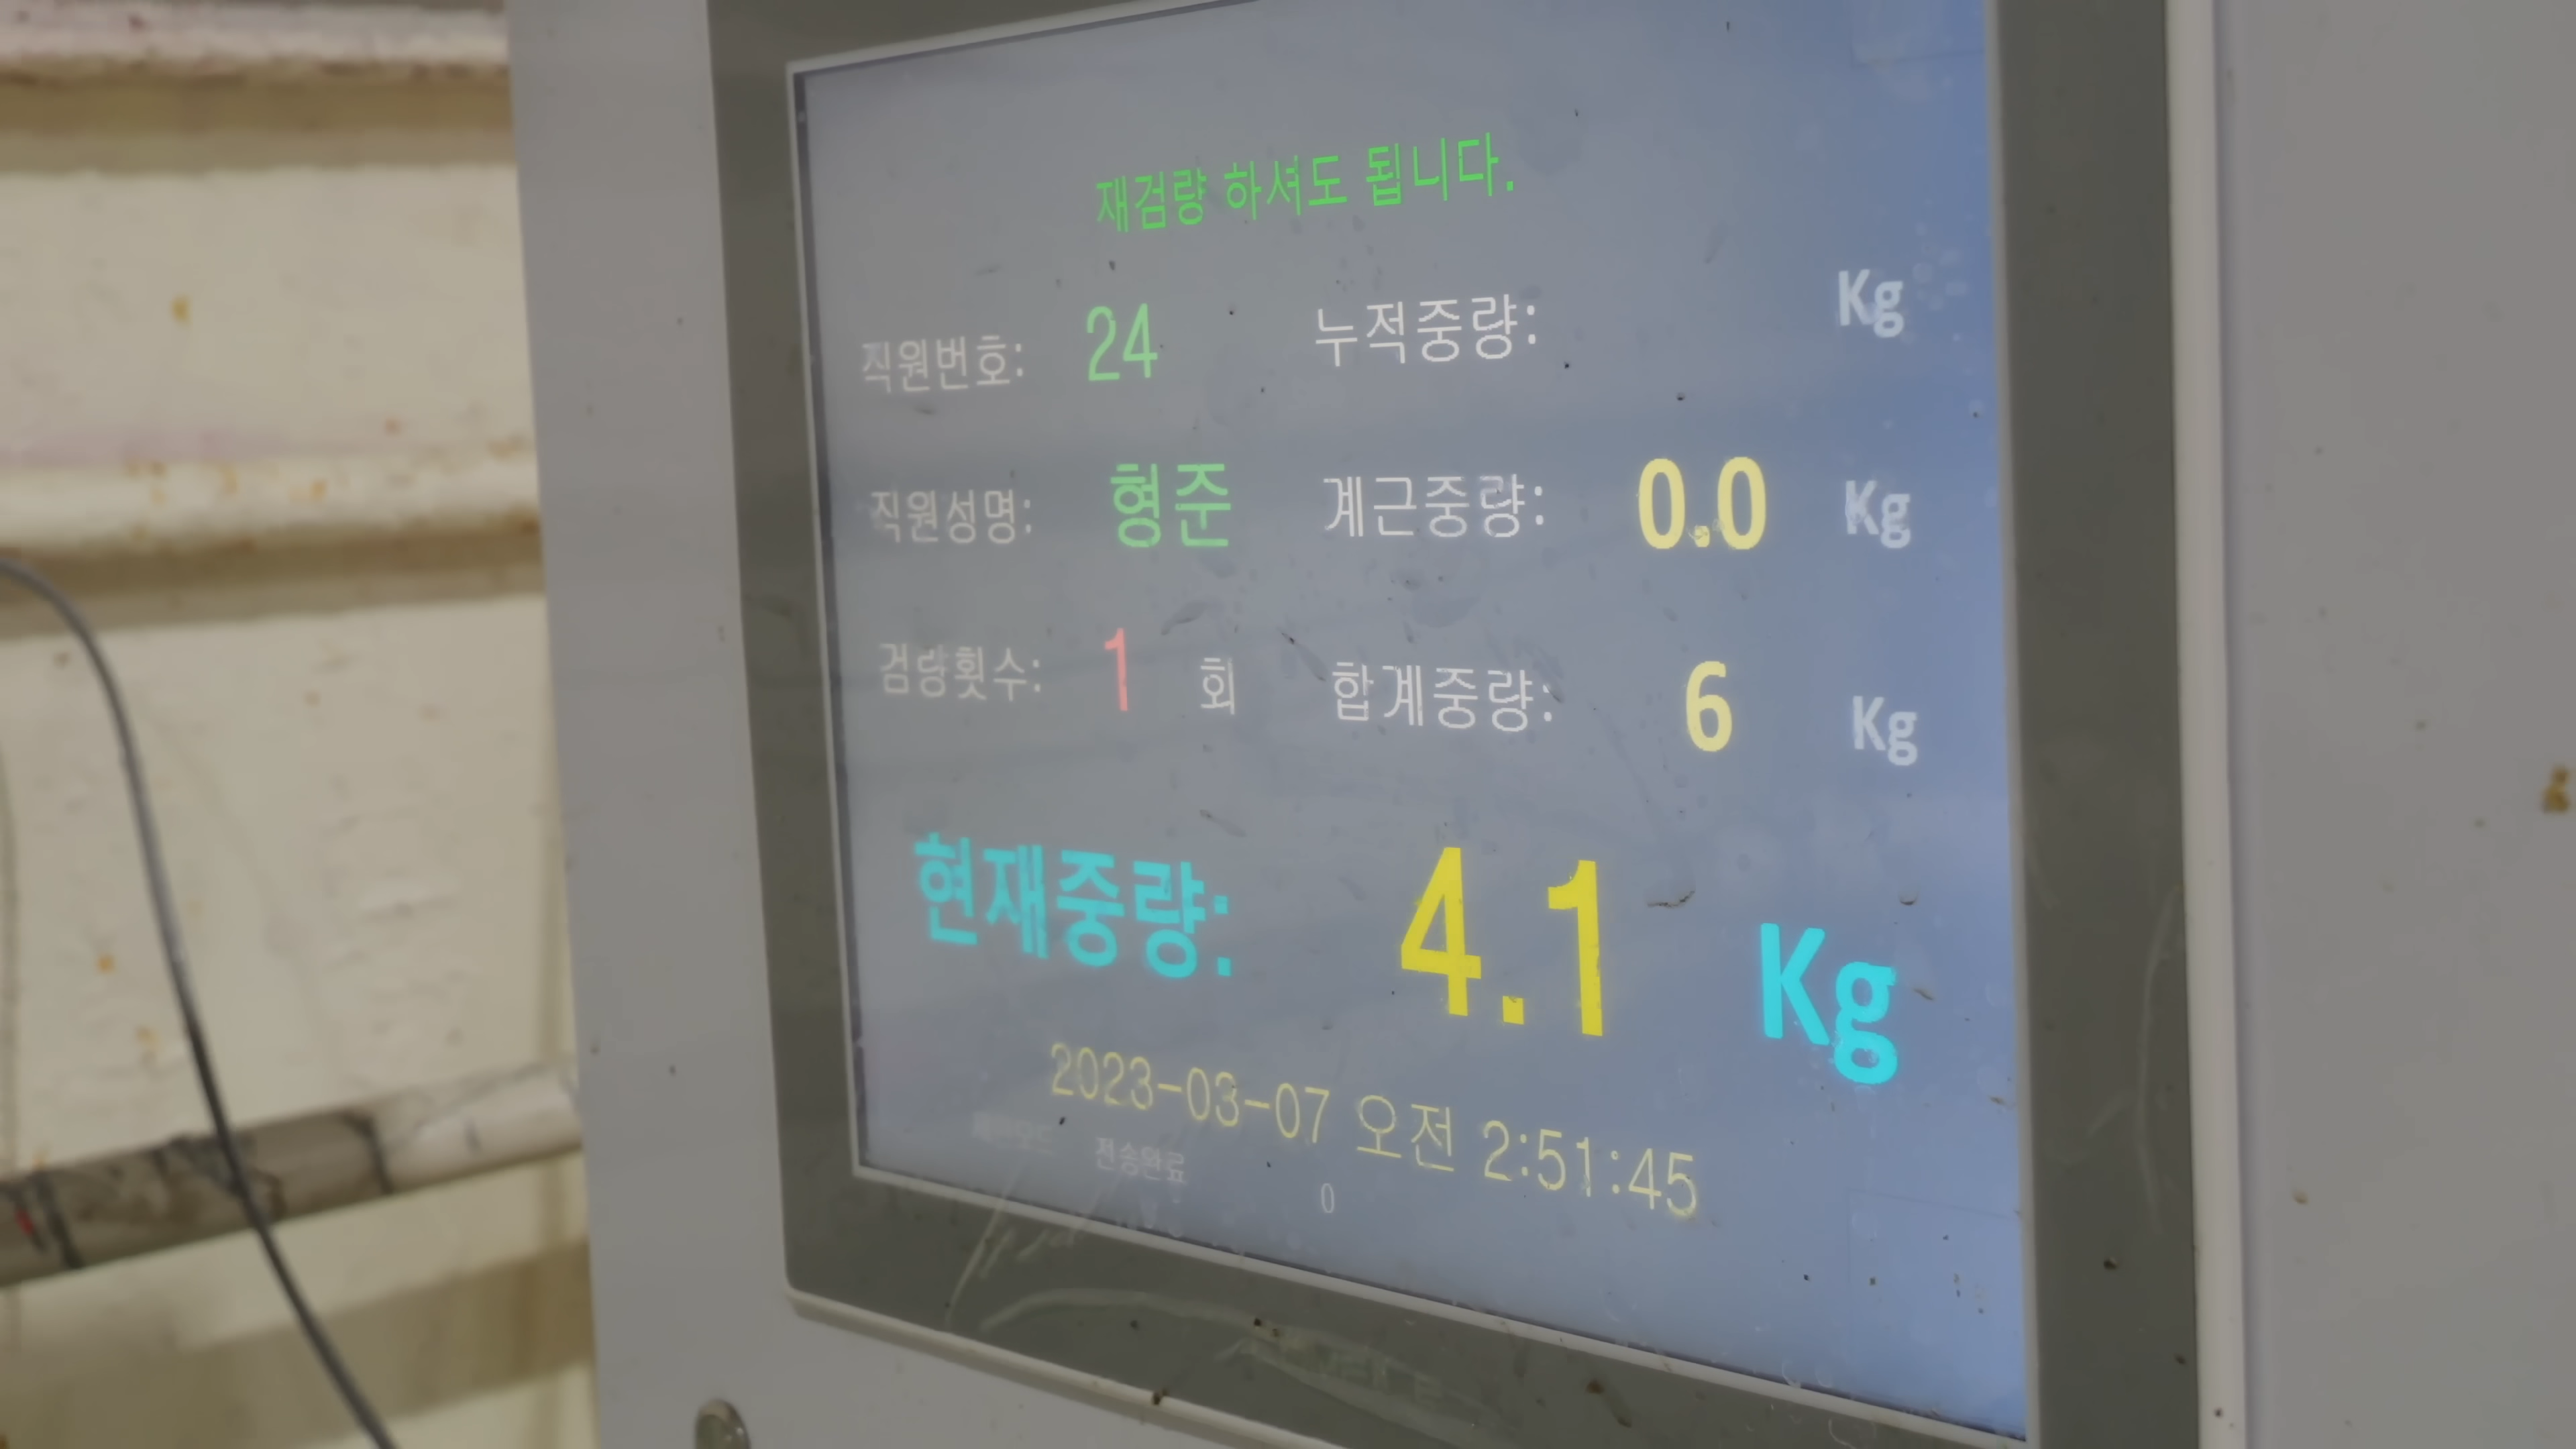 재검량 하셔도 됩니다.
직원번호: 24 누적중량: Kg
직원성명: 형준 계근중량: 0.0 Kg
검량횟수: 1 회 합계중량: 6 Kg
현재중량: 4.1 Kg
2023-03-07 오전 2:51:45
전송완료 0